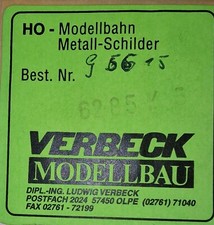 HO - Modellbahn
Metall-Schilder
Best. Nr.
VERBECK
MODELLBAU
DIPL.-ING. LUDWIG VERBECK
POSTFACH 2024 57450 OLPE (02761) 71040
FAX 02761 - 72199